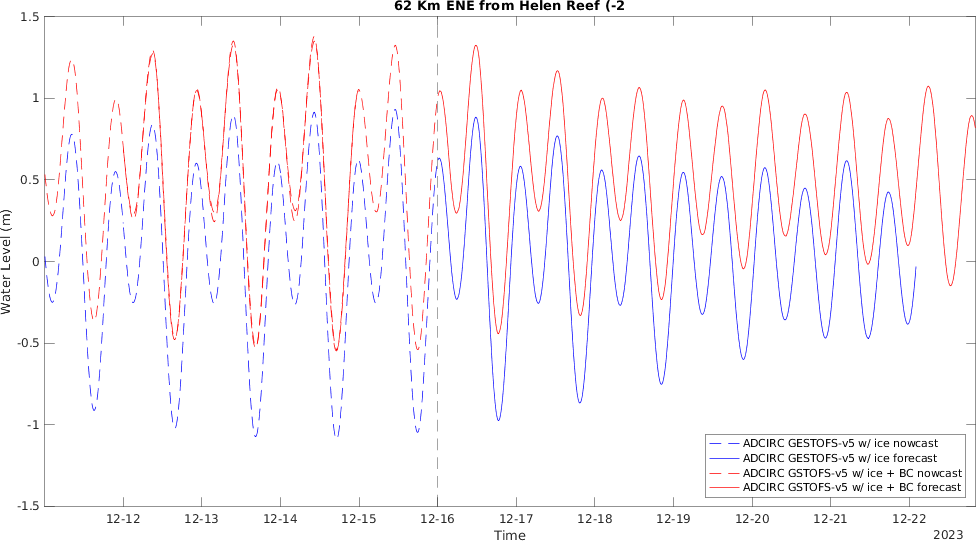 62 Km ENE from Helen Reef (-2
1.5
1
0.5
0
-0.5
-1
-1.5
Water Level (m)
12-12
12-13
12-14
12-15
12-16
12-17
12-18
12-19
12-20
12-21
12-22
Time
2023
ADCIRC GESTOFS-v5 w/ ice nowcast
ADCIRC GESTOFS-v5 w/ ice forecast
ADCIRC GSTOFS-v5 w/ ice + BC nowcast
ADCIRC GSTOFS-v5 w/ ice + BC forecast